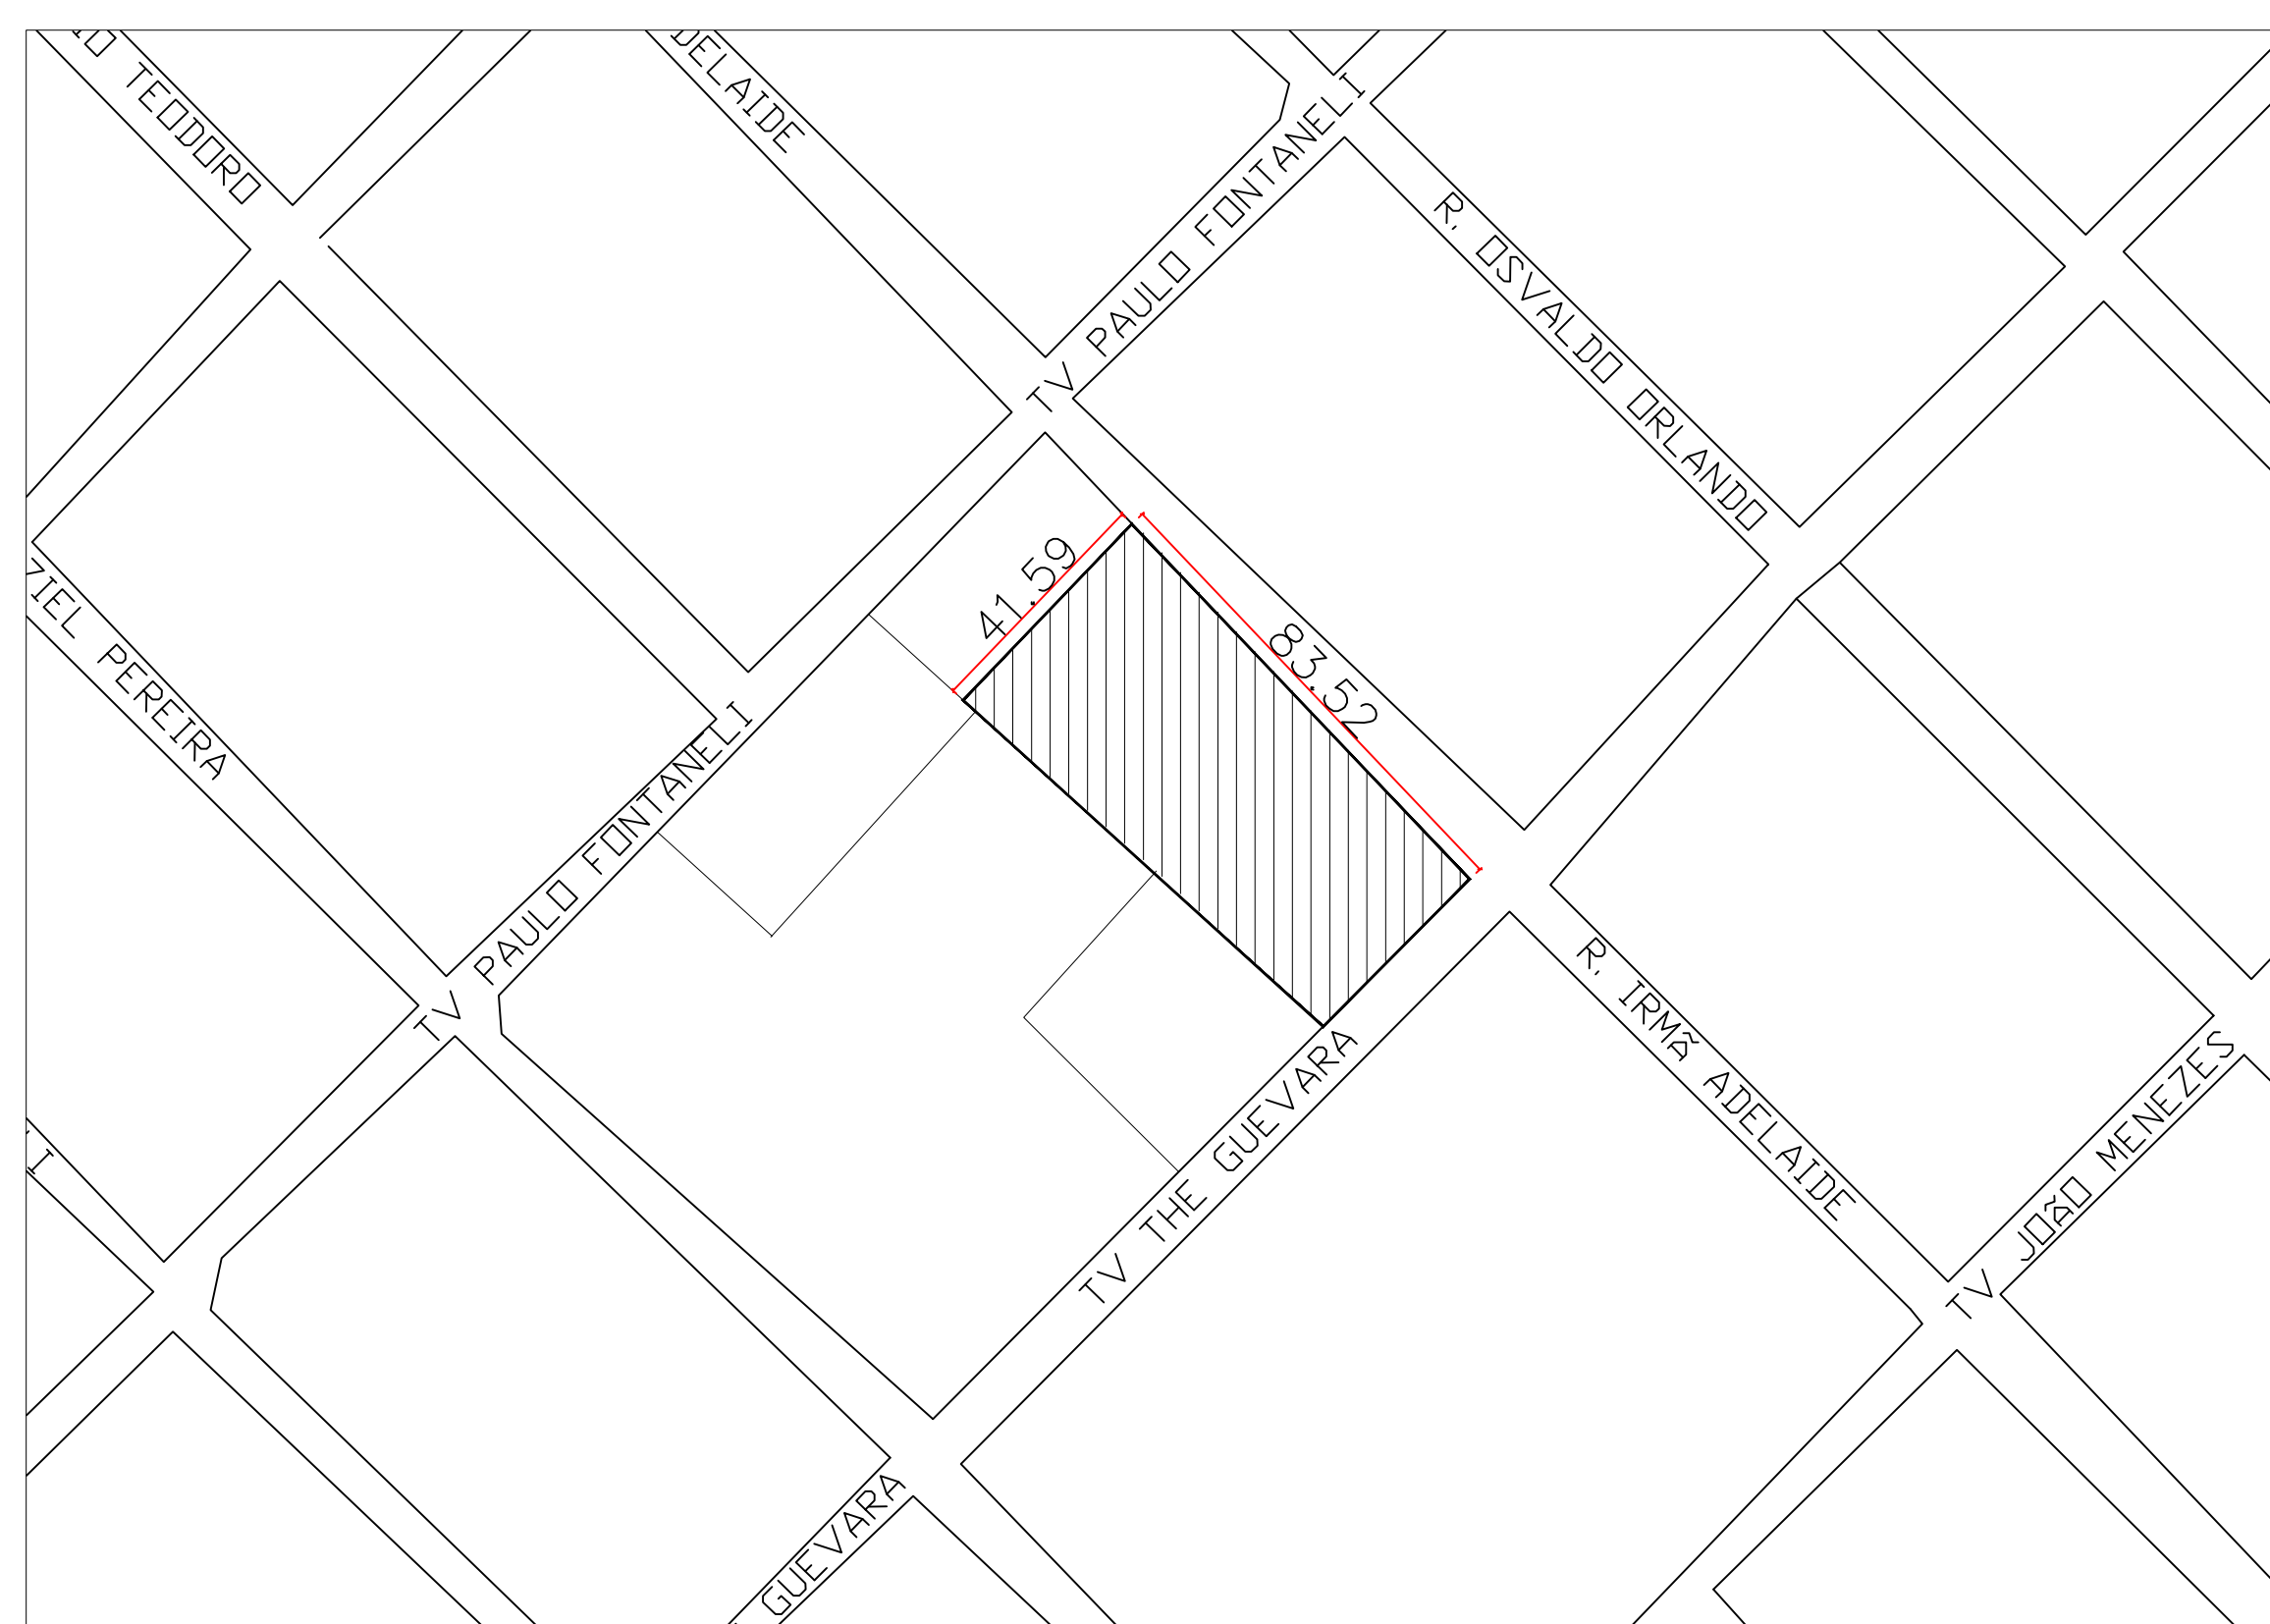 TEODORO
TV PAULO FONTANELI
R. OSVALDO ORLANDO
41.59
83.52
PEREIRA
TV PAULO FONTANELI
R. IRMÃ ADELAIDE
TV THE GUEVARA
TV JOÃO MENEZES
GUEVARA